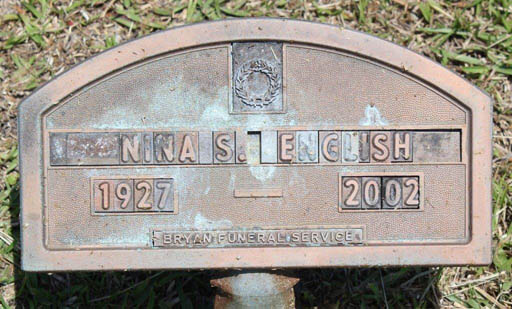 NINA S. ENGLISH
1927 — 2002
BRYAN FUNERAL SERVICE